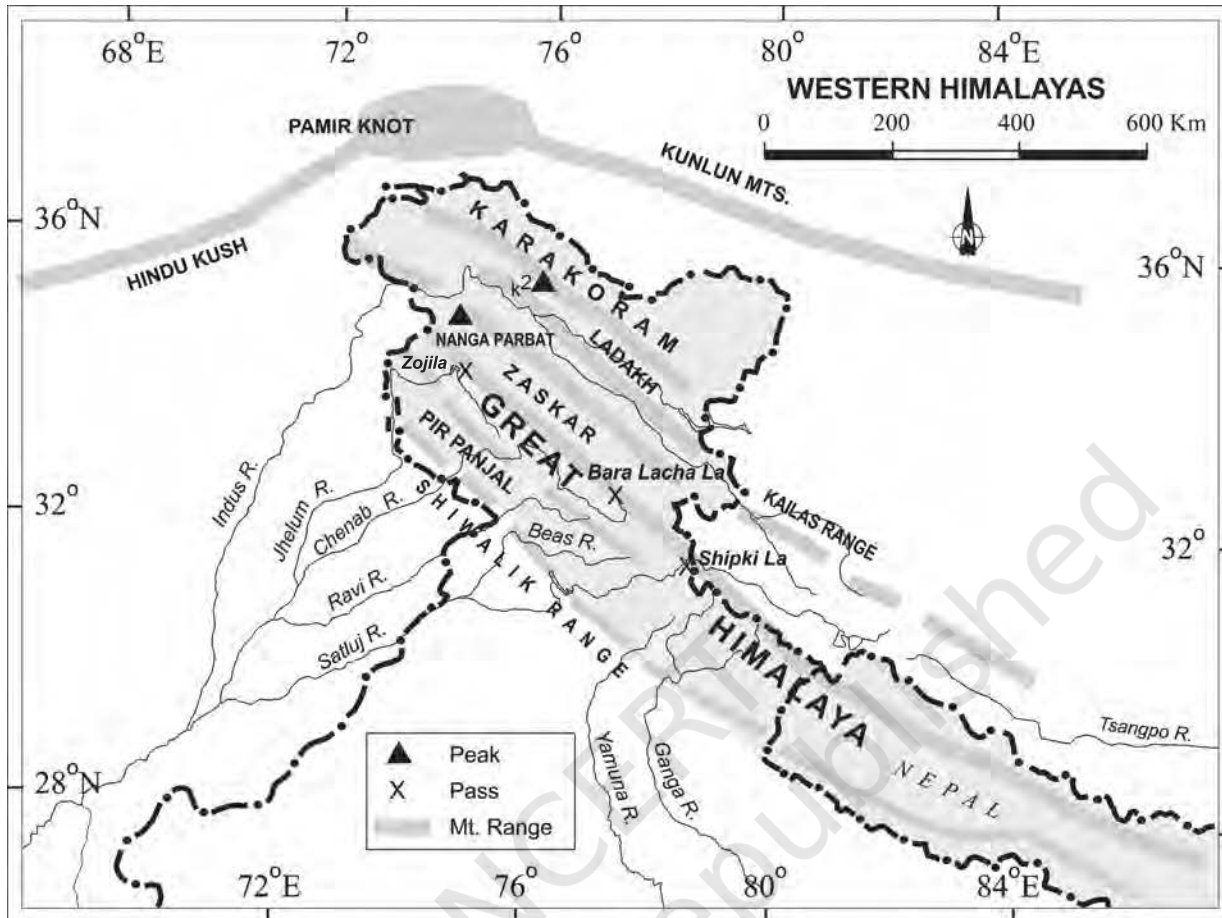 68°E 72° 76° 80° 84°E
WESTERN HIMALAYAS
0 200 400 600 Km
PAMIR KNOT
KUNLUN MTS.
HINDU KUSH
36°N
36°N
N
KARAKORAM
K2
LADAKH
NANGA PARBAT
Zojila
ZASKAR
GREAT
PIR PANJAL
Bara Lacha La
Indus R.
Jhelum R.
Chenab R.
SHIWALIK RANGE
KAILAS RANGE
32°
32°
Beas R.
Shipki La
Ravi R.
Satluj R.
HIMALAYA
Tsangpo R.
Yamuna R.
Ganga R.
NEPAL
28°N
28°N
Peak
X Pass
Mt. Range
72°E 76° 80° 84°E
NCERT
republished